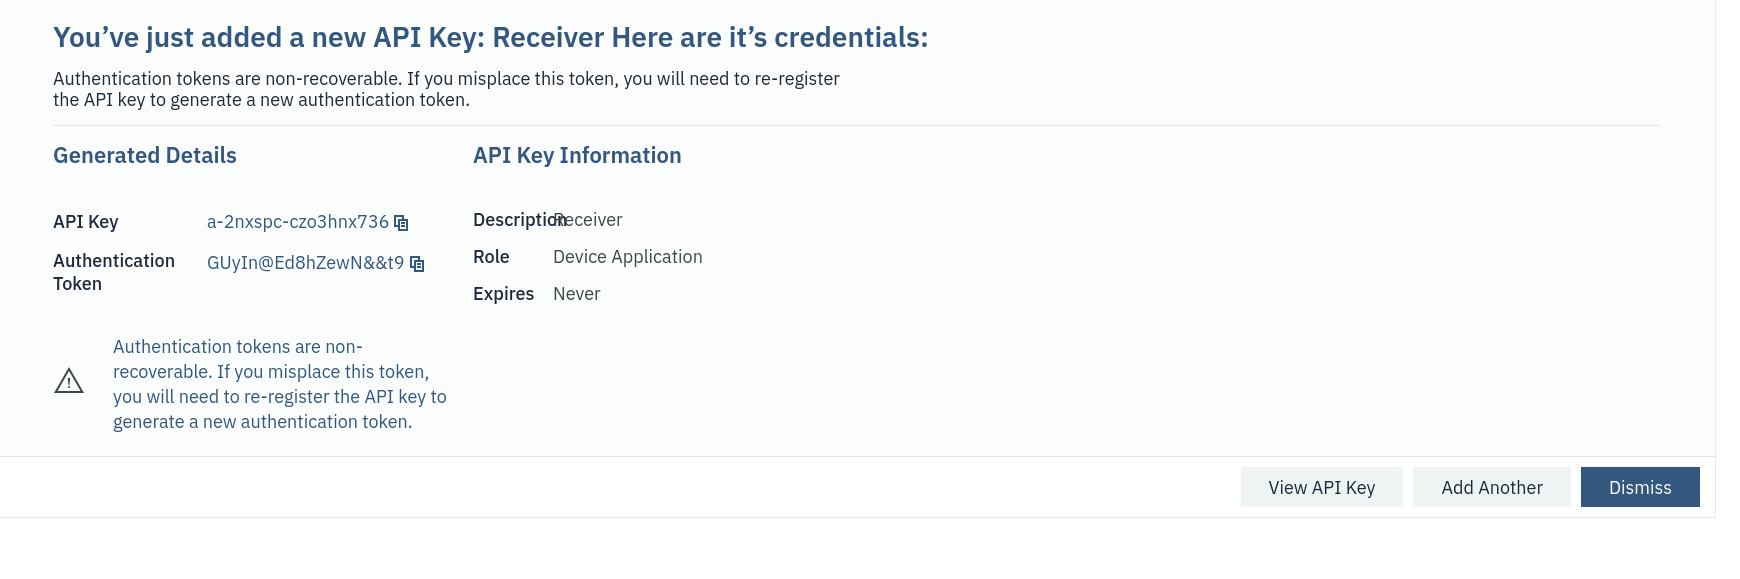 You’ve just added a new API Key: Receiver Here are it’s credentials:
Authentication tokens are non-recoverable. If you misplace this token, you will need to re-register
the API key to generate a new authentication token.
Generated Details
API Key a-2nxspc-czo3hnx736
Authentication
Token
GUyIn@Ed8hZewN&&t9
Authentication tokens are non-
recoverable. If you misplace this token,
you will need to re-register the API key to
generate a new authentication token.
API Key Information
Description Receiver
Role Device Application
Expires Never
View API Key
Add Another
Dismiss